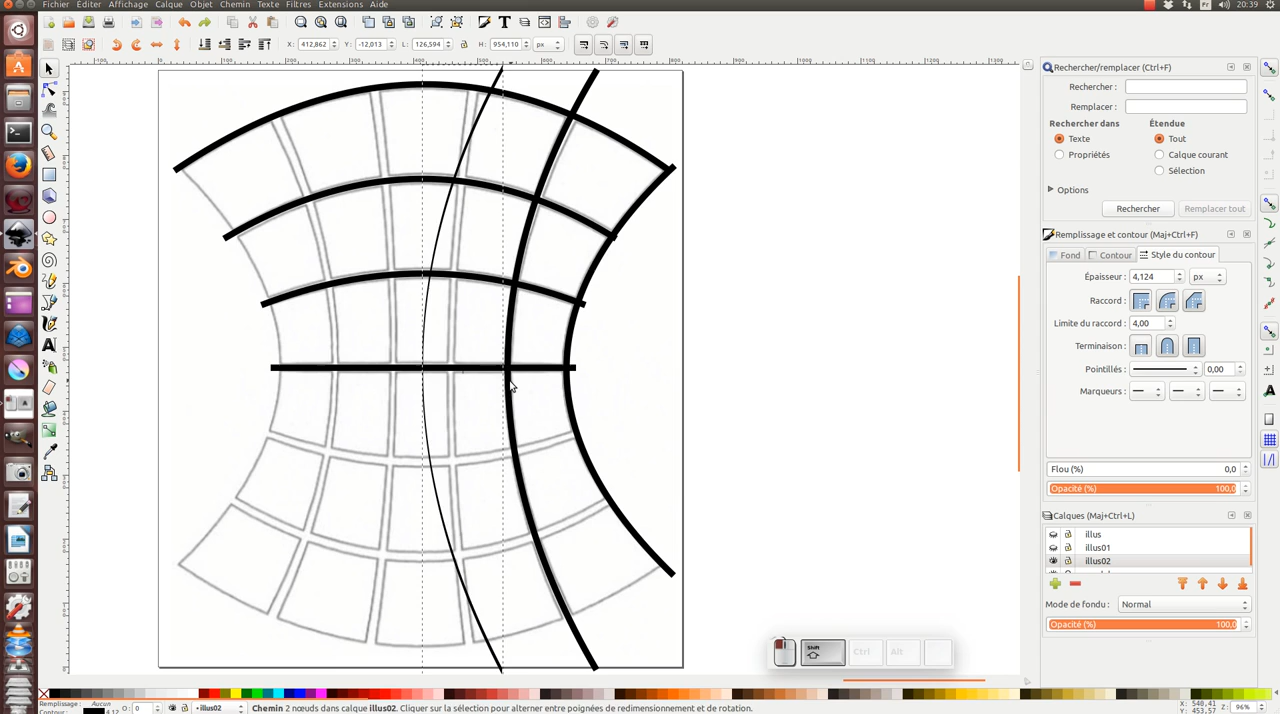 Fichier Éditer Affichage Calque Objet Chemin Texte Filtres Extensions Aide
Fr 20:39
X: 412,862 Y: -12,013 L: 126,594 H: 954,110 px
Rechercher/remplacer (Ctrl+F)
Rechercher :
Remplacer :
Rechercher dans Étendue
Texte Tout
Propriétés Calque courant
Sélection
Options
Rechercher Remplacer tout
Remplissage et contour (Maj+Ctrl+F)
Fond Contour Style du contour
Épaisseur : 4,124 px
Raccord :
Limite du raccord : 4,00
Terminaison :
Pointillés : 0,00
Marqueurs :
Flou (%) 0,0
Opacité (%) 100,0
Calques (Maj+Ctrl+L)
illus
illus01
illus02
Mode de fondu : Normal
Opacité (%) 100,0
Shift Ctrl Alt
Remplissage : Aucun
Contour : 4,12
O: 0
illus02
Chemin 2 nœuds dans calque illus02. Cliquer sur la sélection pour alterner entre poignées de redimensionnement et de rotation.
X: 540,41
Y: 453,57
Z: 96%